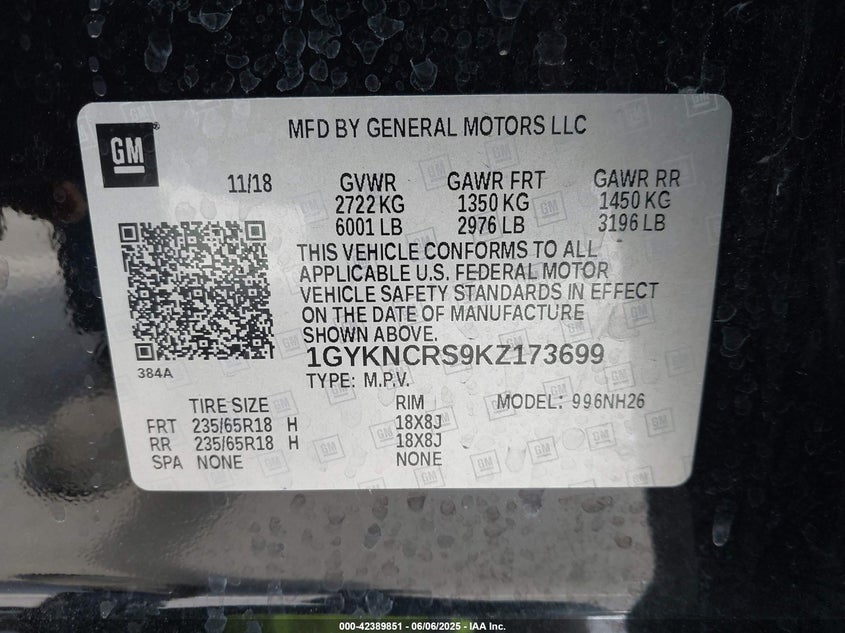 GM
MFD BY GENERAL MOTORS LLC
11/18 GVWR GAWR FRT GAWR RR
2722 KG 1350 KG 1450 KG
6001 LB 2976 LB 3196 LB
THIS VEHICLE CONFORMS TO ALL
APPLICABLE U.S. FEDERAL MOTOR
VEHICLE SAFETY STANDARDS IN EFFECT
ON THE DATE OF MANUFACTURE
SHOWN ABOVE.
1GYKNCRS9KZ173699
384A
TYPE: M.P.V.
TIRE SIZE RIM MODEL: 996NH26
FRT 235/65R18 H 18X8J
RR 235/65R18 H 18X8J
SPA NONE NONE
000-42389851 - 06/06/2025 - IAA Inc.